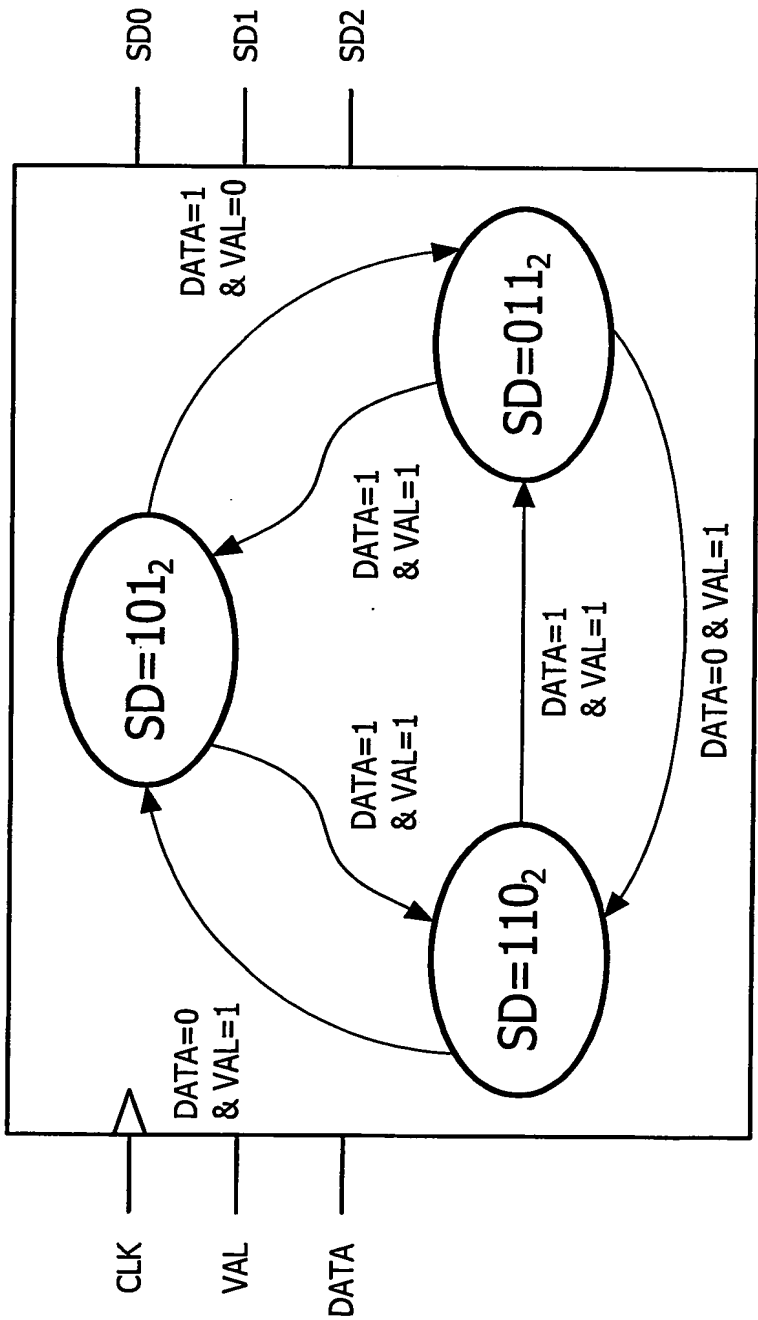 CLK
VAL
DATA
SD0
SD1
SD2
SD=101₂
SD=110₂
SD=011₂
DATA=0
& VAL=1
DATA=1
& VAL=0
DATA=1
& VAL=1
DATA=1
& VAL=1
DATA=1
& VAL=1
DATA=0 & VAL=1